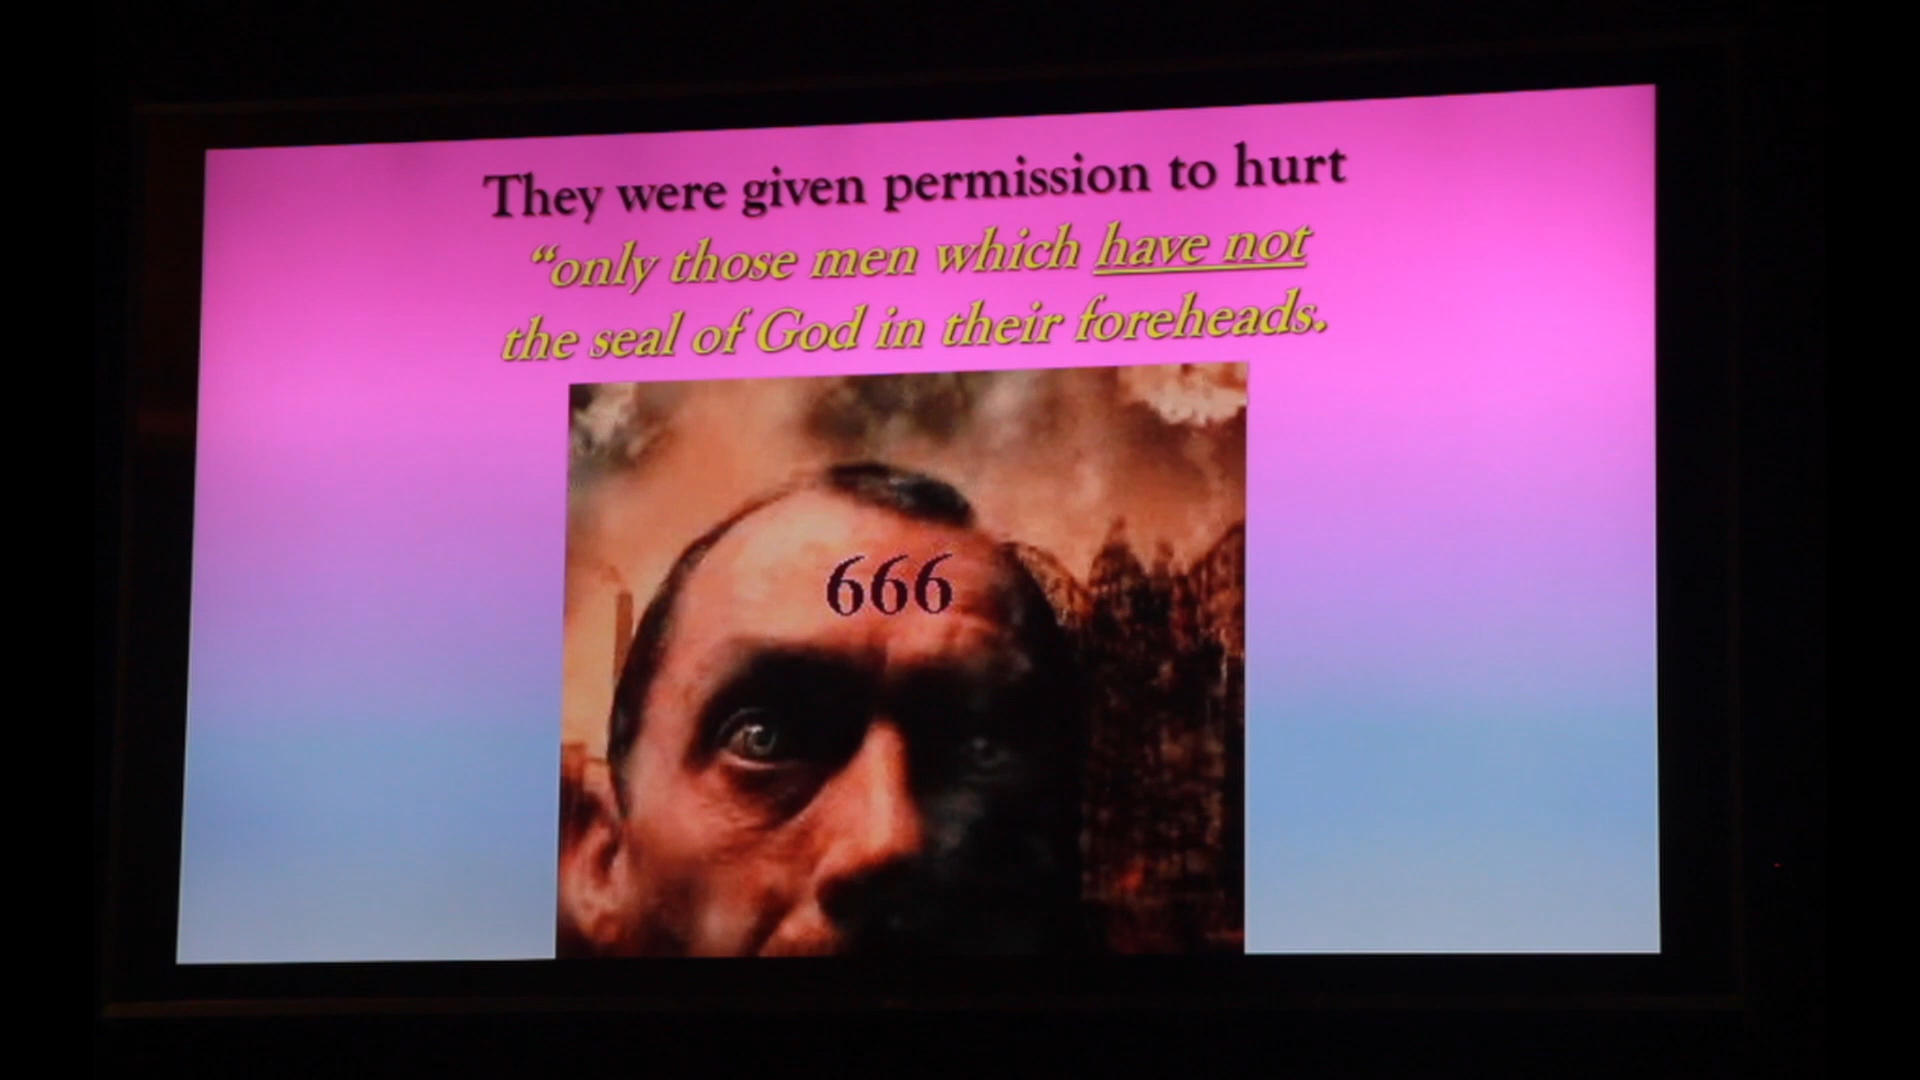 They were given permission to hurt
“only those men which have not
the seal of God in their foreheads.
666